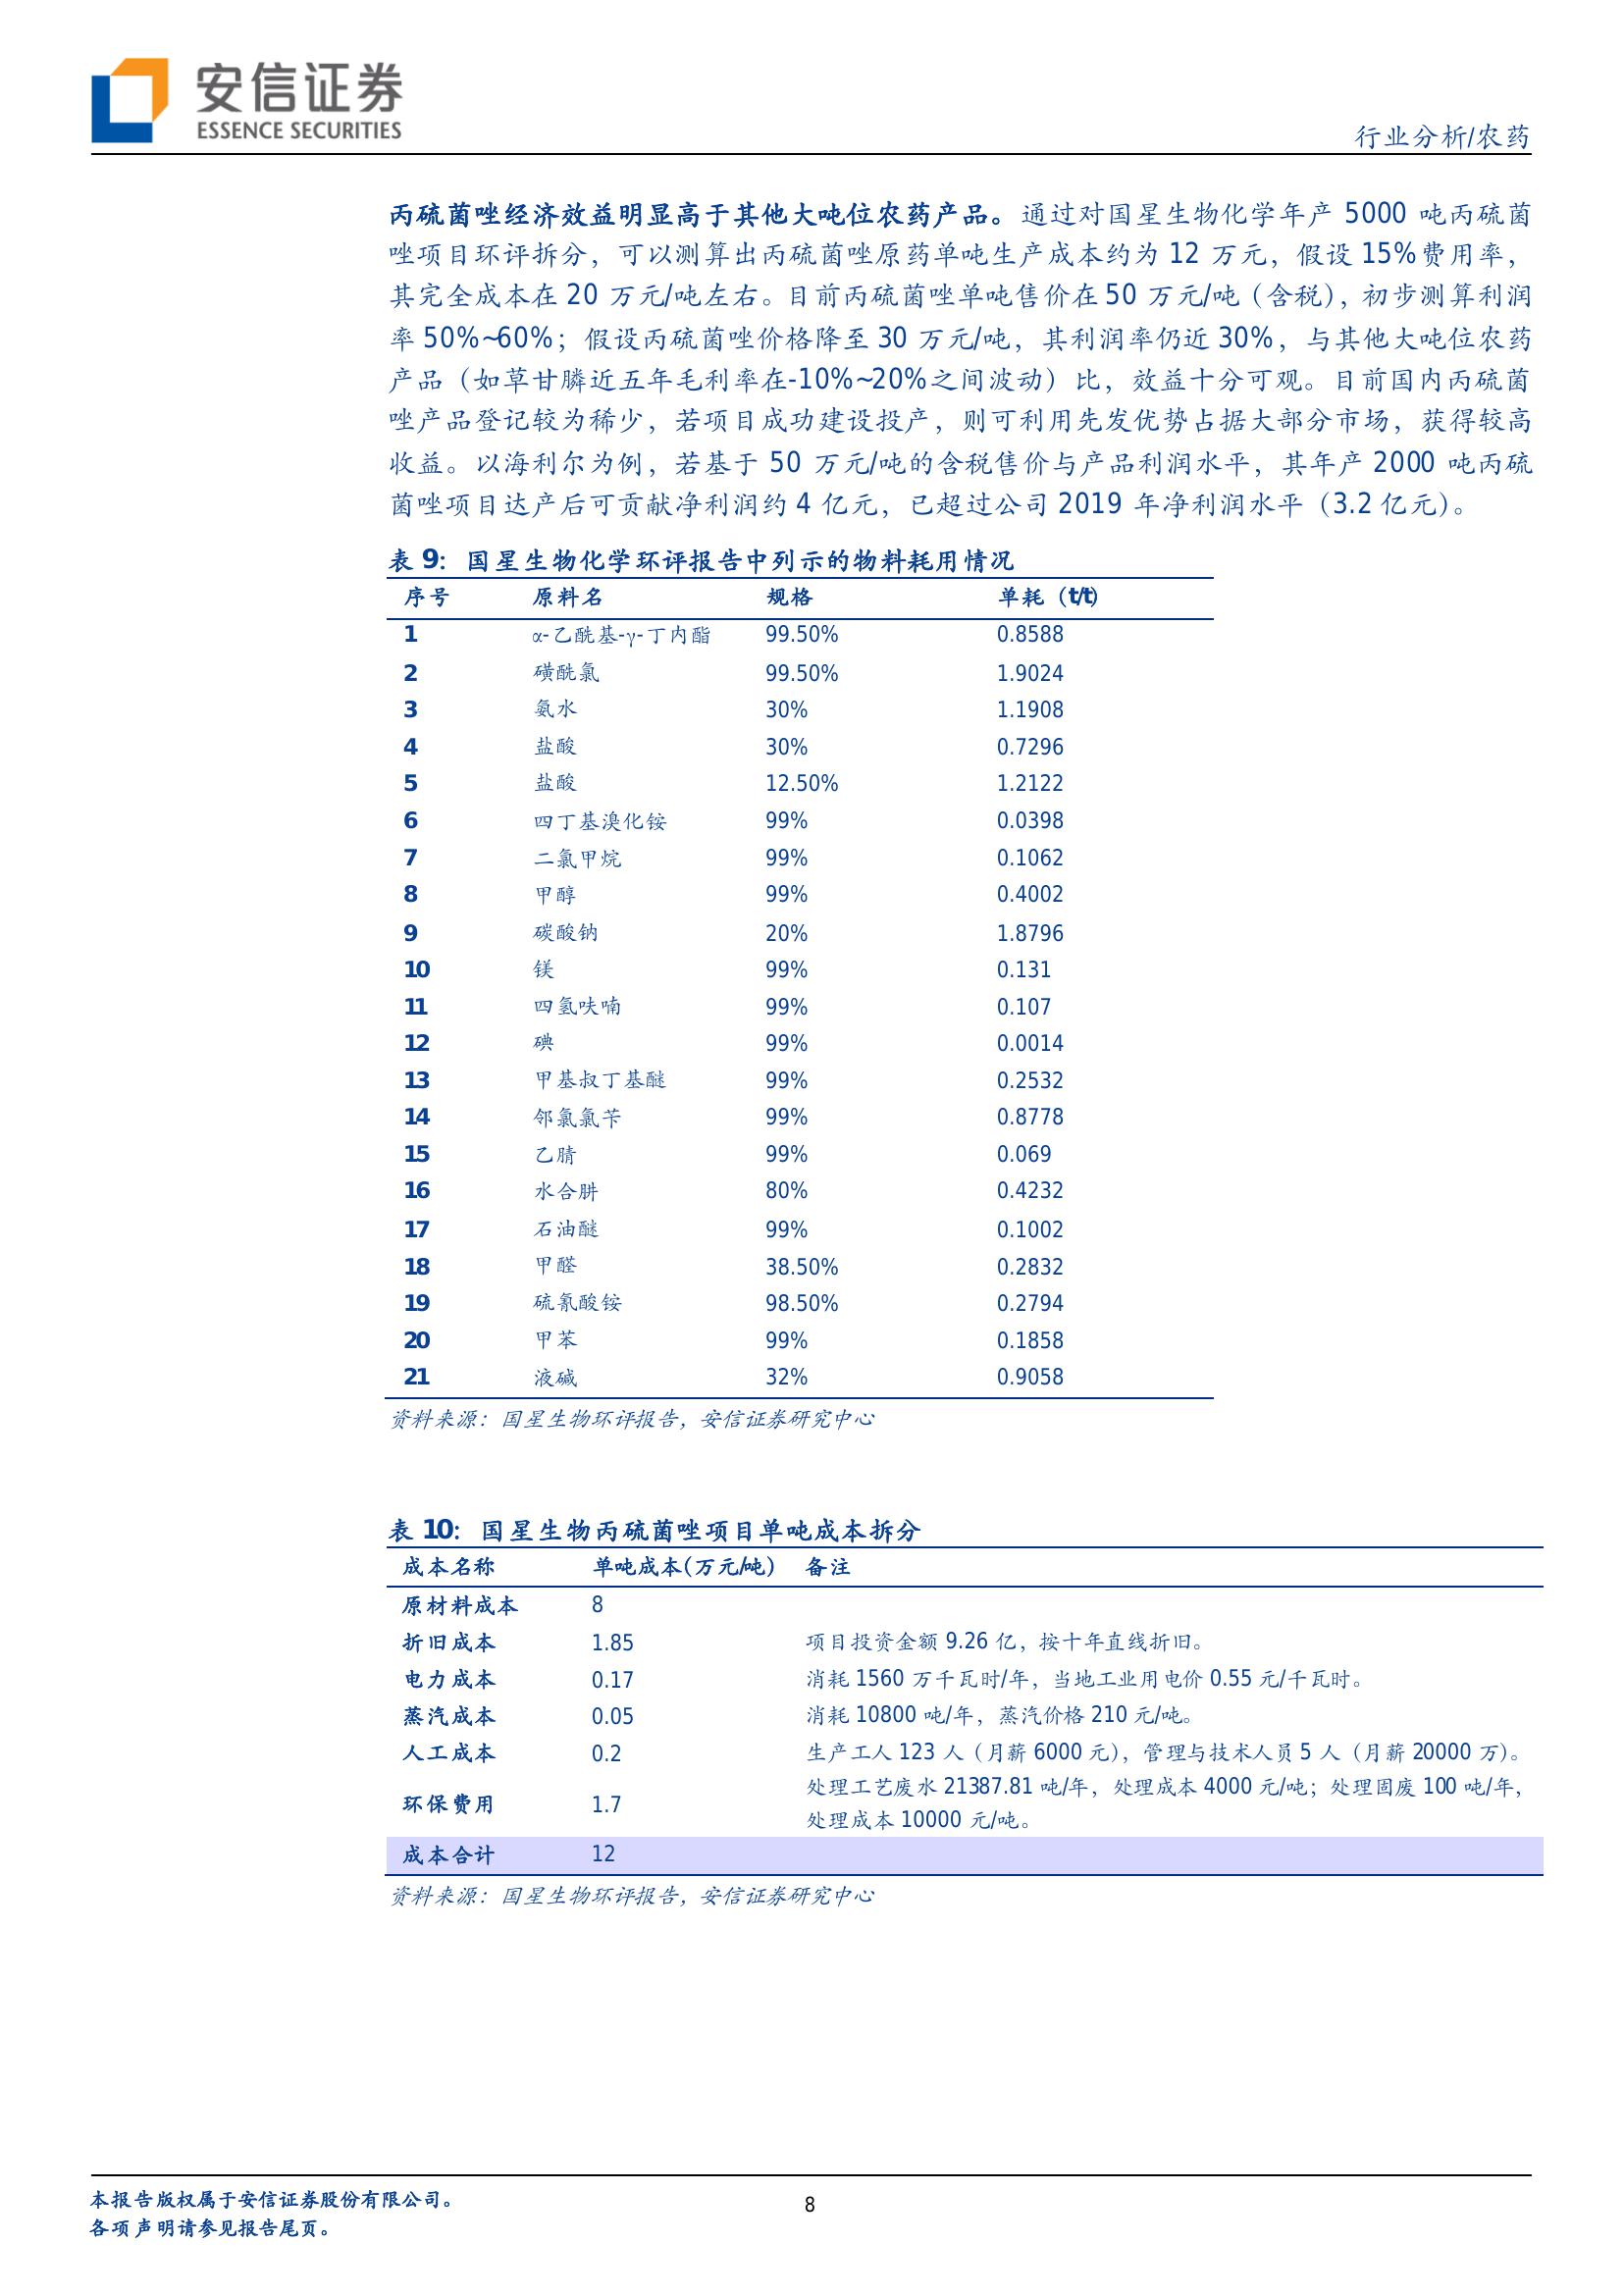 安信证券
ESSENCE SECURITIES
行业分析/农药
丙硫菌唑经济效益明显高于其他大吨位农药产品。通过对国星生物化学年产 5000 吨丙硫菌
唑项目环评拆分，可以测算出丙硫菌唑原药单吨生产成本约为 12 万元，假设 15%费用率，
其完全成本在 20 万元/吨左右。目前丙硫菌唑单吨售价在 50 万元/吨（含税），初步测算利润
率 50%~60%；假设丙硫菌唑价格降至 30 万元/吨，其利润率仍近 30%，与其他大吨位农药
产品（如草甘膦近五年毛利率在-10%~20%之间波动）比，效益十分可观。目前国内丙硫菌
唑产品登记较为稀少，若项目成功建设投产，则可利用先发优势占据大部分市场，获得较高
收益。以海利尔为例，若基于 50 万元/吨的含税售价与产品利润水平，其年产 2000 吨丙硫
菌唑项目达产后可贡献净利润约 4 亿元，已超过公司 2019 年净利润水平（3.2 亿元）。
表 9：国星生物化学环评报告中列示的物料耗用情况
序号 原料名 规格 单耗（t/t）
1 α-乙酰基-γ-丁内酯 99.50% 0.8588
2 磺酰氯 99.50% 1.9024
3 氨水 30% 1.1908
4 盐酸 30% 0.7296
5 盐酸 12.50% 1.2122
6 四丁基溴化铵 99% 0.0398
7 二氯甲烷 99% 0.1062
8 甲醇 99% 0.4002
9 碳酸钠 20% 1.8796
10 镁 99% 0.131
11 四氢呋喃 99% 0.107
12 碘 99% 0.0014
13 甲基叔丁基醚 99% 0.2532
14 邻氯氯苄 99% 0.8778
15 乙腈 99% 0.069
16 水合肼 80% 0.4232
17 石油醚 99% 0.1002
18 甲醛 38.50% 0.2832
19 硫氰酸铵 98.50% 0.2794
20 甲苯 99% 0.1858
21 液碱 32% 0.9058
资料来源：国星生物环评报告，安信证券研究中心
表 10：国星生物丙硫菌唑项目单吨成本拆分
成本名称 单吨成本(万元/吨) 备注
原材料成本 8
折旧成本 1.85 项目投资金额 9.26 亿，按十年直线折旧。
电力成本 0.17 消耗 1560 万千瓦时/年，当地工业用电价 0.55 元/千瓦时。
蒸汽成本 0.05 消耗 10800 吨/年，蒸汽价格 210 元/吨。
人工成本 0.2 生产工人 123 人（月薪 6000 元），管理与技术人员 5 人（月薪 20000 万）。
环保费用 1.7 处理工艺废水 21387.81 吨/年，处理成本 4000 元/吨；处理固废 100 吨/年，
处理成本 10000 元/吨。
成本合计 12
资料来源：国星生物环评报告，安信证券研究中心
本报告版权属于安信证券股份有限公司。
各项声明请参见报告尾页。
8